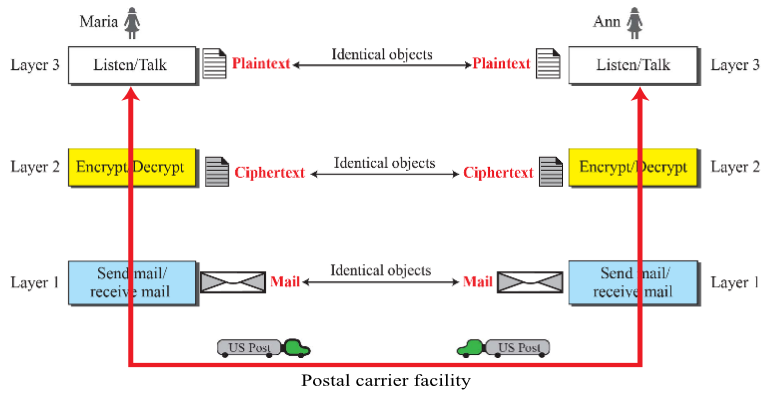 Maria
Ann
Layer 3
Listen/Talk
Plaintext
Identical objects
Plaintext
Listen/Talk
Layer 3
Layer 2
Encrypt/Decrypt
Ciphertext
Identical objects
Ciphertext
Encrypt/Decrypt
Layer 2
Layer 1
Send mail/
receive mail
Mail
Identical objects
Mail
Send mail/
receive mail
Layer 1
US Post
US Post
Postal carrier facility